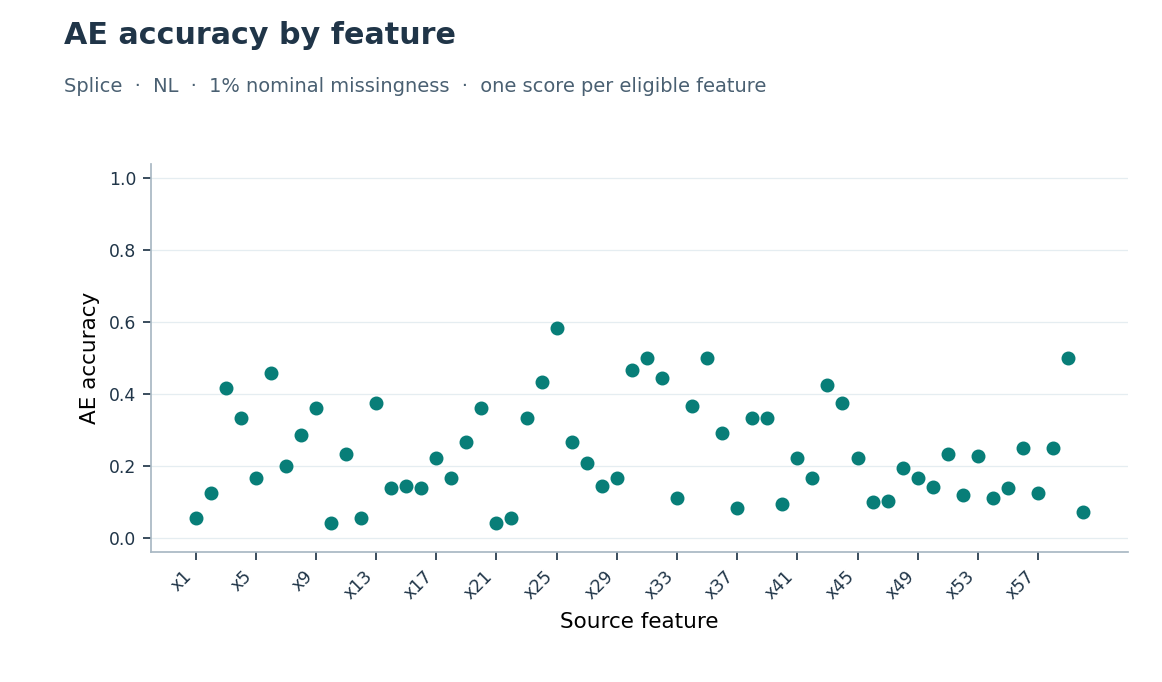 AE accuracy by feature
Splice · NL · 1% nominal missingness · one score per eligible feature
1.0
0.8
0.6
0.4
0.2
0.0
AE accuracy
x1 x5 x9 x13 x17 x21 x25 x29 x33 x37 x41 x45 x49 x53 x57
Source feature